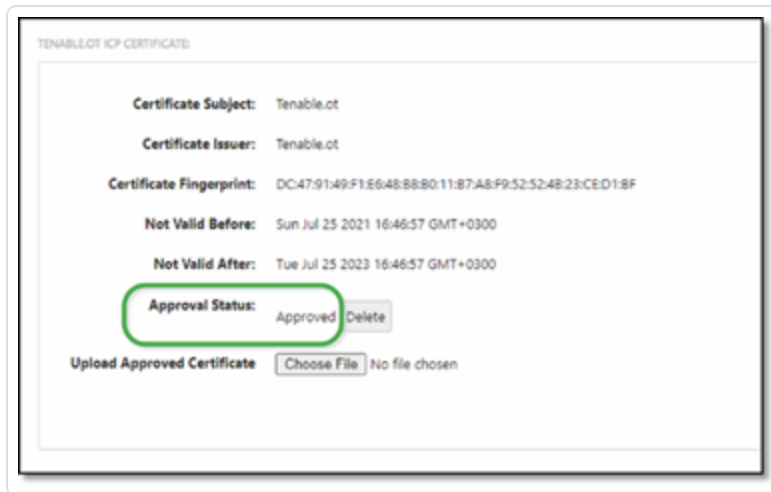 TENABLE.OT ICP CERTIFICATE:
Certificate Subject: Tenable.ot
Certificate Issuer: Tenable.ot
Certificate Fingerprint: DC:47:91:49:F1:E6:48:B8:B0:11:B7:A8:F9:52:52:4B:23:CE:D1:BF
Not Valid Before: Sun Jul 25 2021 16:46:57 GMT+0300
Not Valid After: Tue Jul 25 2023 16:46:57 GMT+0300
Approval Status: Approved Delete
Upload Approved Certificate Choose File No file chosen